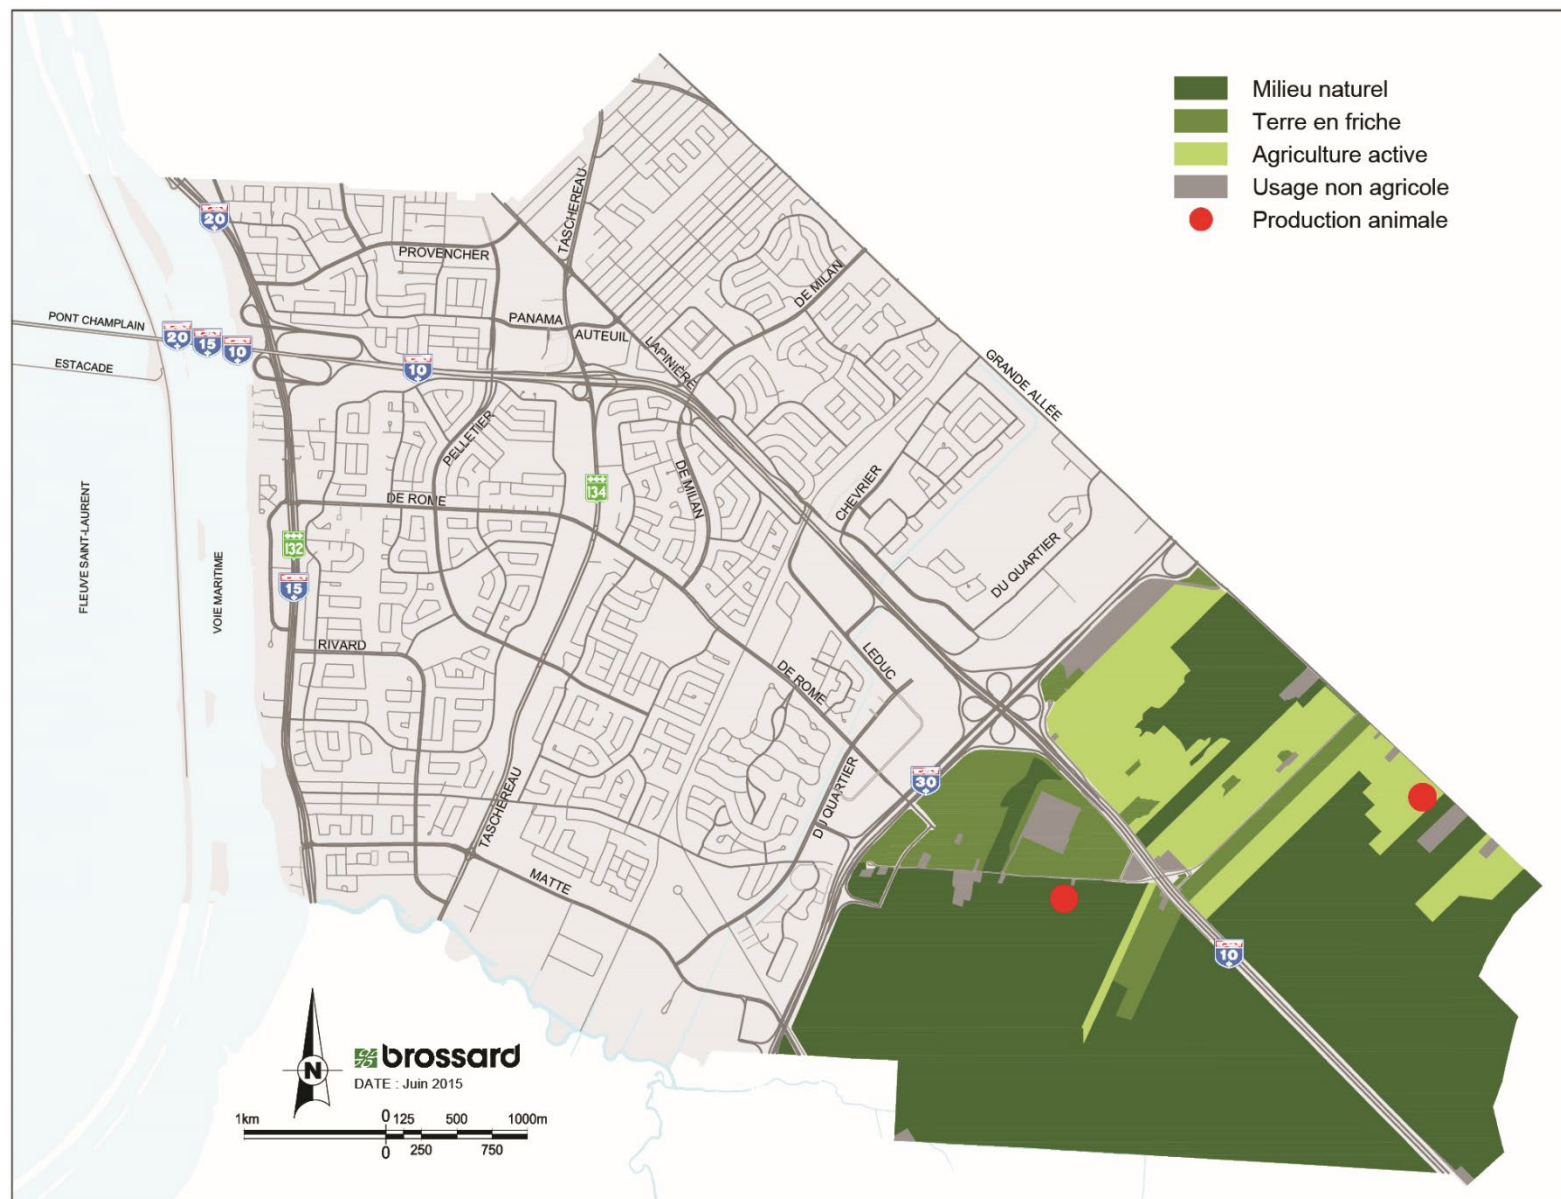 Milieu naturel
Terre en friche
Agriculture active
Usage non agricole
Production animale
TASCHEREAU
20
PROVENCHER
DE MILAN
PONT CHAMPLAIN
20
15
10
PANAMA
AUTEUIL
LAPINIÈRE
ESTACADE
10
GRANDE ALLÉE
PELLETIER
DE MILAN
CHEVRIER
134
DE ROME
FLEUVE SAINT-LAURENT
VOIE MARITIME
132
15
DU QUARTIER
RIVARD
LEDUC
DE ROME
30
TASCHEREAU
DU QUARTIER
MATTE
10
N
brossard
DATE : Juin 2015
1km 0 125 500 1000m
0 250 750